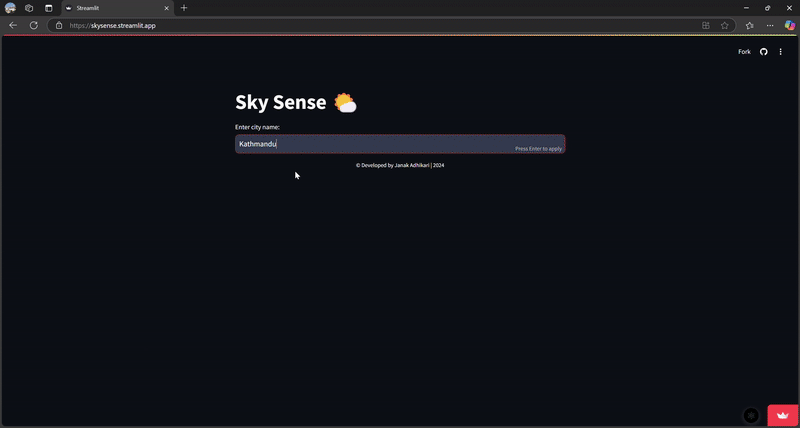 Streamlit
https://skysense.streamlit.app
Fork
Sky Sense
Enter city name:
Kathmandu
Press Enter to apply
© Developed by Janak Adhikari | 2024